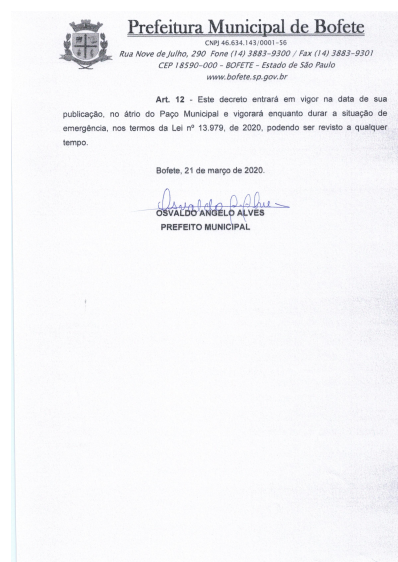 Prefeitura Municipal de Bofete
CNPJ 46.634.143/0001-56
Rua Nove de Julho, 290 Fone (14) 3883-9300 / Fax (14) 3883-9301
CEP 18590-000 - BOFETE - Estado de São Paulo
www.bofete.sp.gov.br
Art. 12 - Este decreto entrará em vigor na data de sua
publicação, no átrio do Paço Municipal e vigorará enquanto durar a situação de
emergência, nos termos da Lei nº 13.979, de 2020, podendo ser revisto a qualquer
tempo.
Bofete, 21 de março de 2020.
OSVALDO ANGELO ALVES
PREFEITO MUNICIPAL